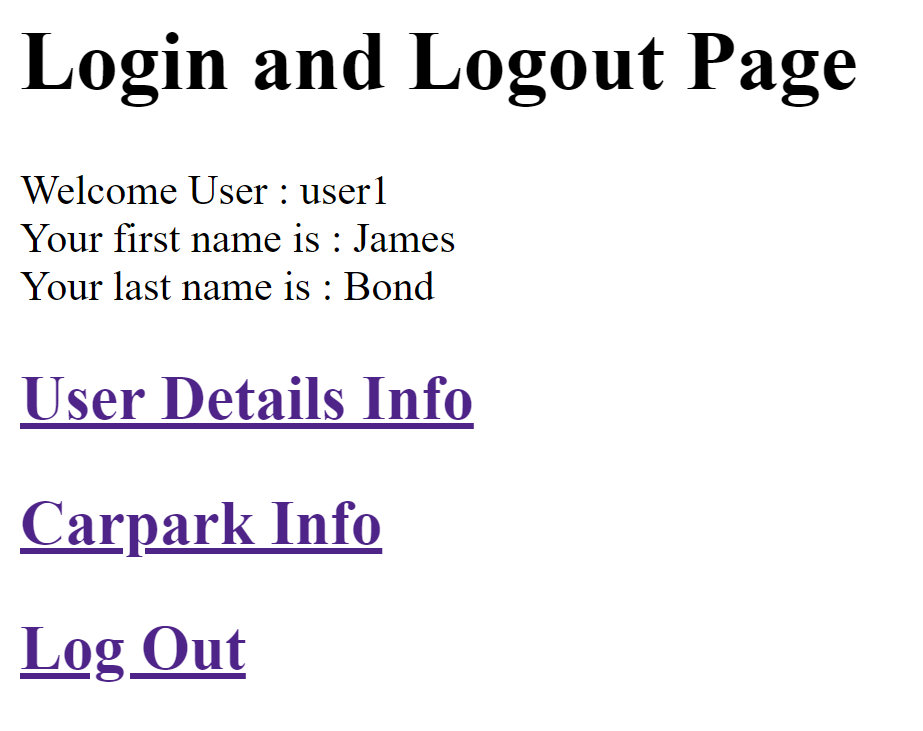 Login and Logout Page
Welcome User : user1
Your first name is : James
Your last name is : Bond
User Details Info
Carpark Info
Log Out